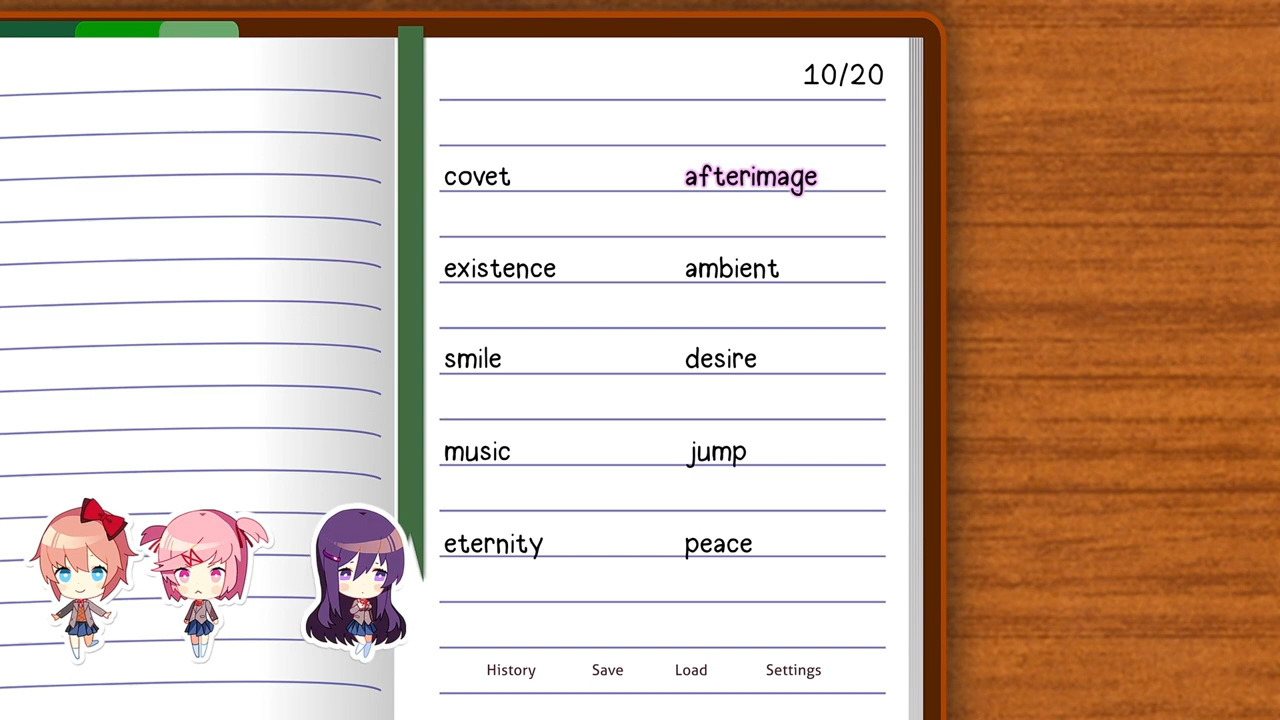 10/20
covet afterimage
existence ambient
smile desire
music jump
eternity peace
History Save Load Settings